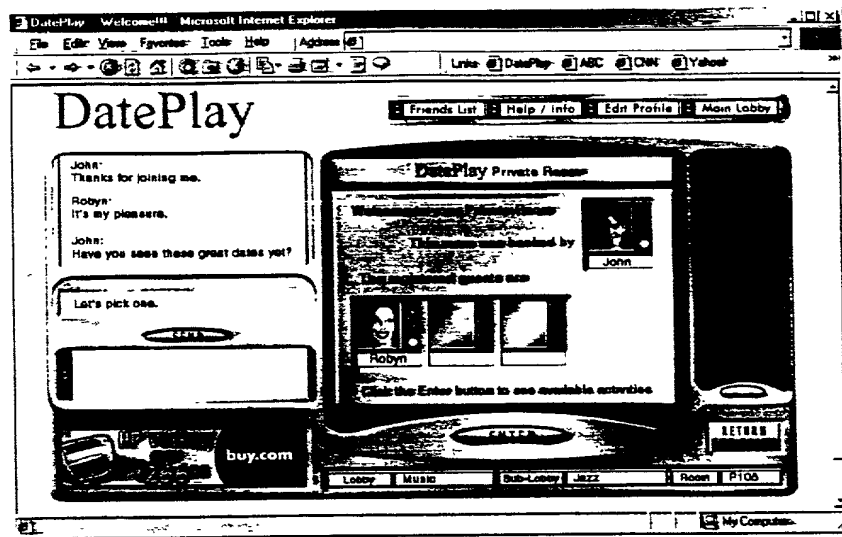 DatePlay Welcome!!! Microsoft Internet Explorer
File Edit View Favorites Tools Help Address
Links DatePlay ABC CNN Yahoo!
DatePlay
Friends List Help / Info Edit Profile Main Lobby
John:
Thanks for joining me.
Robyn:
It's my pleasure.
John:
Have you seen these great dates yet?
Let's pick one.
SEND
DatePlay Private Room
This room was booked by
John
Robyn
Click the Enter button to see available activities
ENTER
RETURN
buy.com
Lobby Music Sub-Lobby Jazz Room P105
My Computer